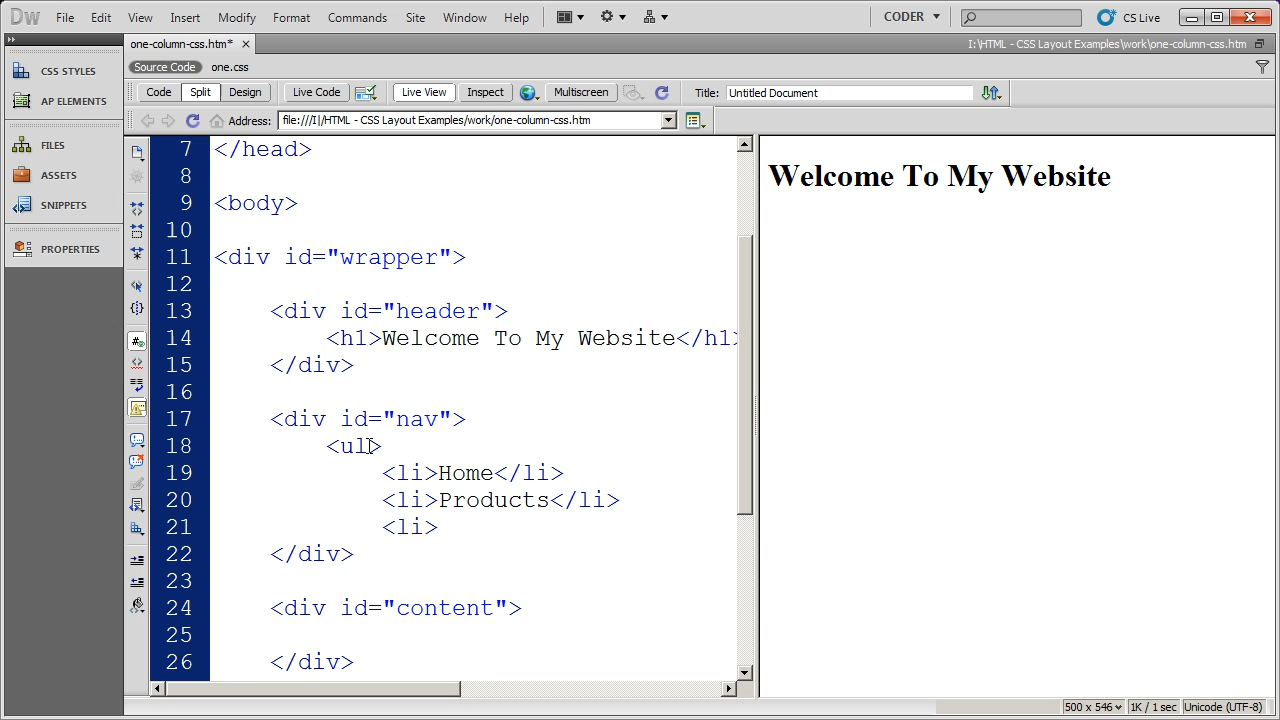 Dw File Edit View Insert Modify Format Commands Site Window Help CODER CS Live
one-column-css.htm* I:\HTML - CSS Layout Examples\work\one-column-css.htm
Source Code one.css
Code Split Design Live Code Live View Inspect Multiscreen Title: Untitled Document
Address: file:///I|/HTML - CSS Layout Examples/work/one-column-css.htm
CSS STYLES
AP ELEMENTS
FILES
ASSETS
SNIPPETS
PROPERTIES
7 </head>
8
9 <body>
10
11 <div id="wrapper">
12
13 <div id="header">
14 <h1>Welcome To My Website</h1>
15 </div>
16
17 <div id="nav">
18 <ul>
19 <li>Home</li>
20 <li>Products</li>
21 <li>
22 </div>
23
24 <div id="content">
25
26 </div>
Welcome To My Website
500 x 546 1K / 1 sec Unicode (UTF-8)